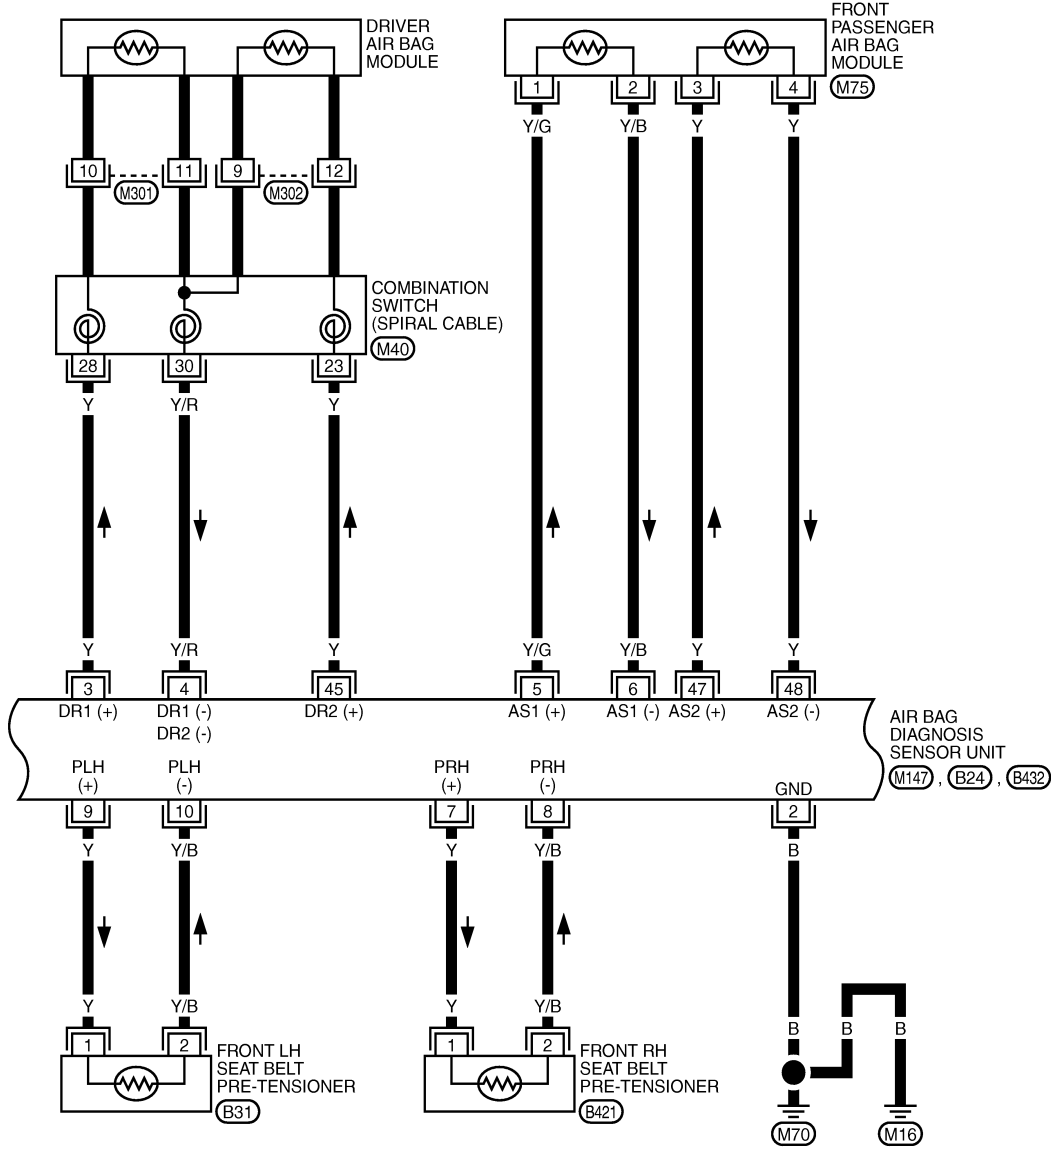 DRIVER
AIR BAG
MODULE
FRONT
PASSENGER
AIR BAG
MODULE
M75
1 2 3 4
Y/G Y/B Y Y
10 11 9 12
M301 M302
COMBINATION
SWITCH
(SPIRAL CABLE)
M40
28 30 23
Y Y/R Y
Y Y/R Y Y/G Y/B Y Y
3 4 45 5 6 47 48
DR1 (+) DR1 (-) DR2 (+) AS1 (+) AS1 (-) AS2 (+) AS2 (-)
DR2 (-)
AIR BAG
DIAGNOSIS
SENSOR UNIT
M147 , B24 , B432
PLH PLH PRH PRH
(+) (-) (+) (-)
GND
9 10 7 8 2
Y Y/B Y Y/B B
Y Y/B Y Y/B
B B B
1 2 1 2
FRONT LH
SEAT BELT
PRE-TENSIONER
B31
FRONT RH
SEAT BELT
PRE-TENSIONER
B421
M70 M16